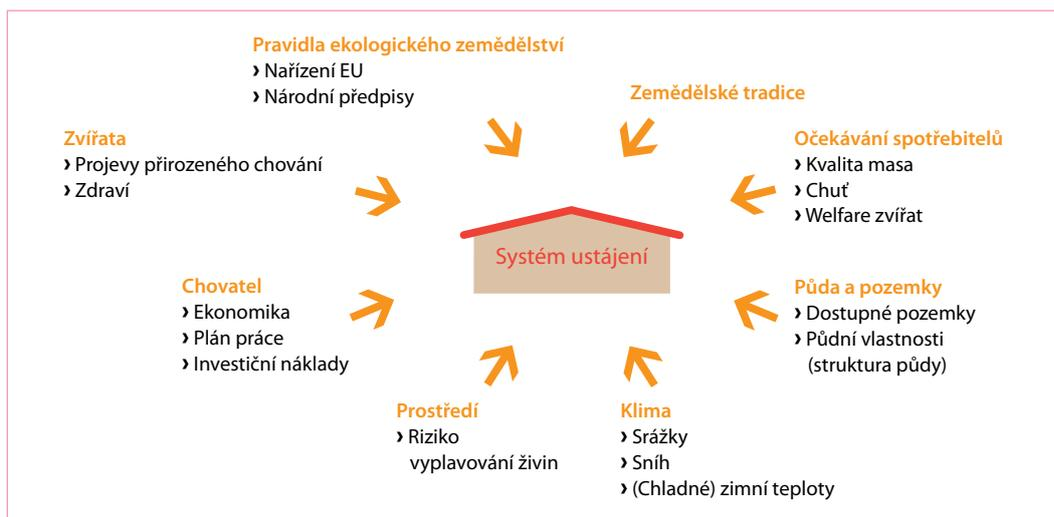 Pravidla ekologického zemědělství
› Nařízení EU
› Národní předpisy
Zemědělské tradice
Zvířata
› Projevy přirozeného chování
› Zdraví
Očekávání spotřebitelů
› Kvalita masa
› Chuť
› Welfare zvířat
Systém ustájení
Chovatel
› Ekonomika
› Plán práce
› Investiční náklady
Půda a pozemky
› Dostupné pozemky
› Půdní vlastnosti
(struktura půdy)
Prostředí
› Riziko
vyplavování živin
Klima
› Srážky
› Sníh
› (Chladné) zimní teploty